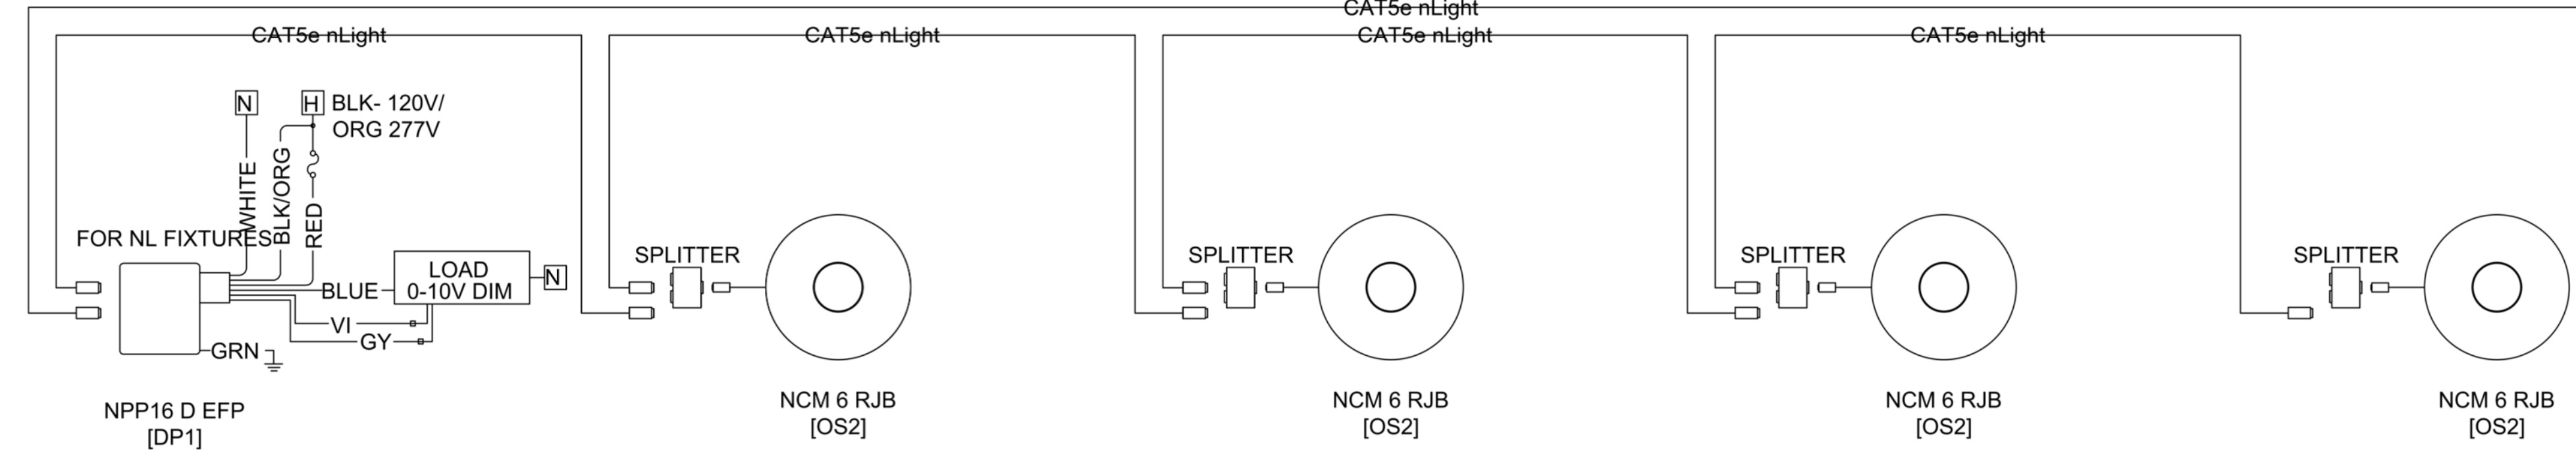 CAT5e nLight
CAT5e nLight
CAT5e nLight
CAT5e nLight
CAT5e nLight
N
H
BLK- 120V/
ORG 277V
WHITE
BLK/ORG
RED
FOR NL FIXTURES
SPLITTER
SPLITTER
SPLITTER
SPLITTER
LOAD
0-10V DIM
N
BLUE
VI
GY
GRN
NPP16 D EFP
[DP1]
NCM 6 RJB
[OS2]
NCM 6 RJB
[OS2]
NCM 6 RJB
[OS2]
NCM 6 RJB
[OS2]